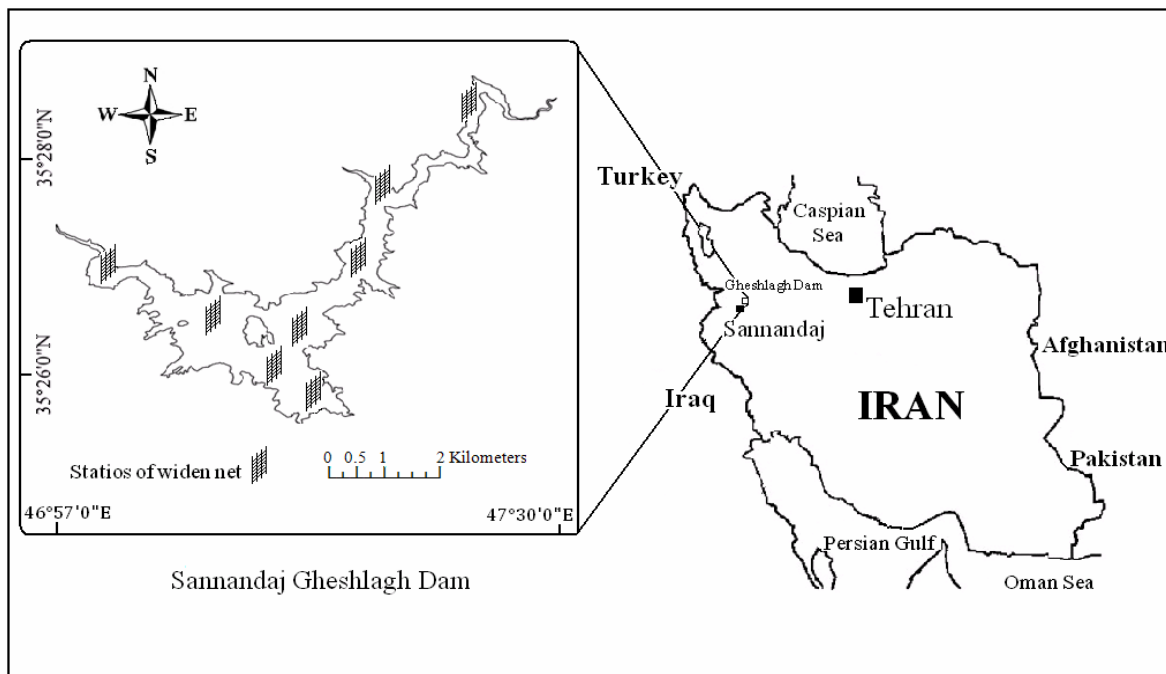 N
W E
S
35°28'0"N
35°26'0"N
Statios of widen net
0 0.5 1 2 Kilometers
46°57'0"E
47°30'0"E
Sannandaj Gheshlagh Dam
Turkey
Caspian
Sea
Gheshlagh Dam
Sannandaj
Tehran
Afghanistan
Iraq
IRAN
Pakistan
Persian Gulf
Oman Sea